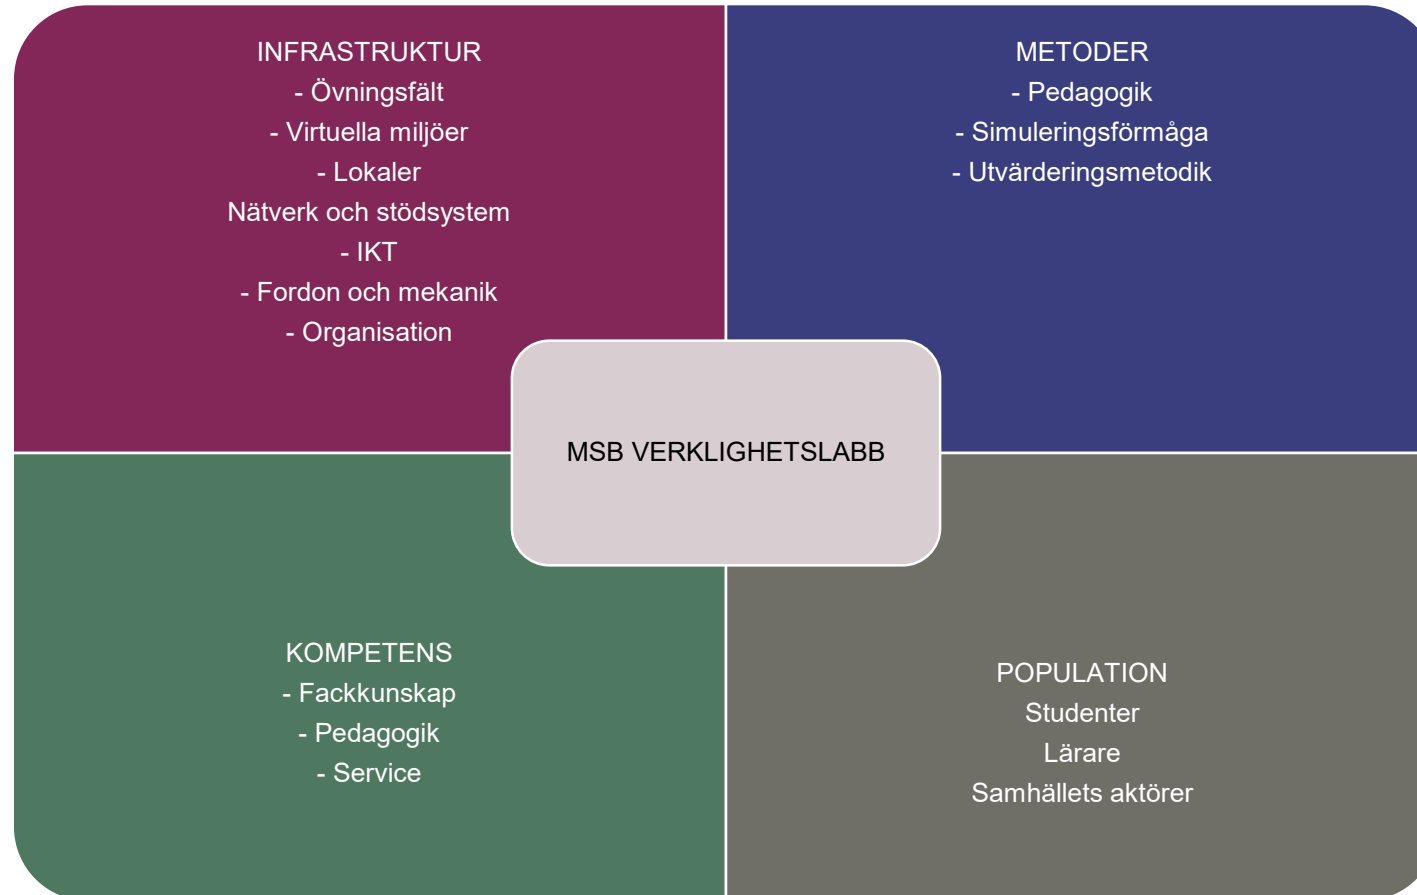 INFRASTRUKTUR
- Övningsfält
- Virtuella miljöer
- Lokaler
Nätverk och stödsystem
- IKT
- Fordon och mekanik
- Organisation
METODER
- Pedagogik
- Simuleringsförmåga
- Utvärderingsmetodik
MSB VERKLIGHETSLABB
KOMPETENS
- Fackkunskap
- Pedagogik
- Service
POPULATION
Studenter
Lärare
Samhällets aktörer